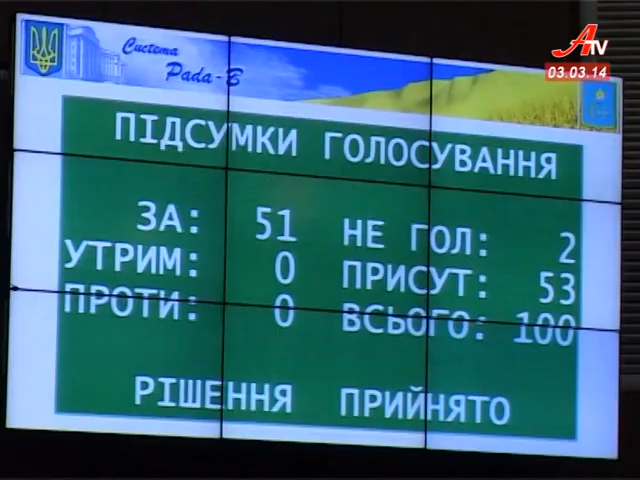 Система
Рада-В
АTV
03.03.14
ПІДСУМКИ ГОЛОСУВАННЯ
ЗА: 51 НЕ ГОЛ: 2
УТРИМ: 0 ПРИСУТ: 53
ПРОТИ: 0 ВСЬОГО: 100
РІШЕННЯ ПРИЙНЯТО